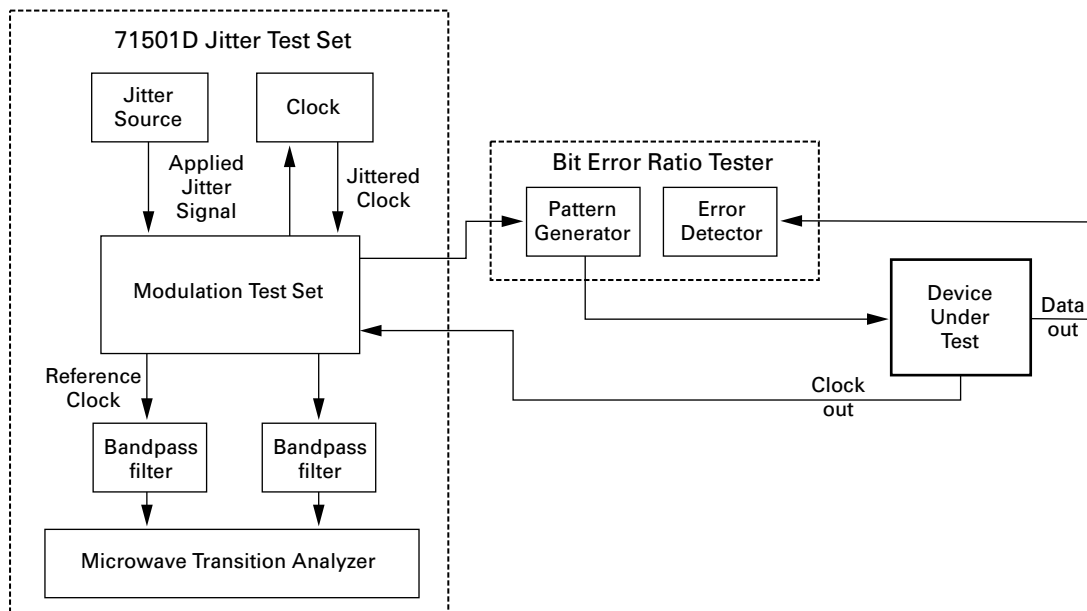 71501D Jitter Test Set
Jitter
Source
Clock
Applied
Jitter
Signal
Jittered
Clock
Modulation Test Set
Reference
Clock
Bandpass
filter
Bandpass
filter
Microwave Transition Analyzer
Bit Error Ratio Tester
Pattern
Generator
Error
Detector
Device
Under
Test
Data
out
Clock
out